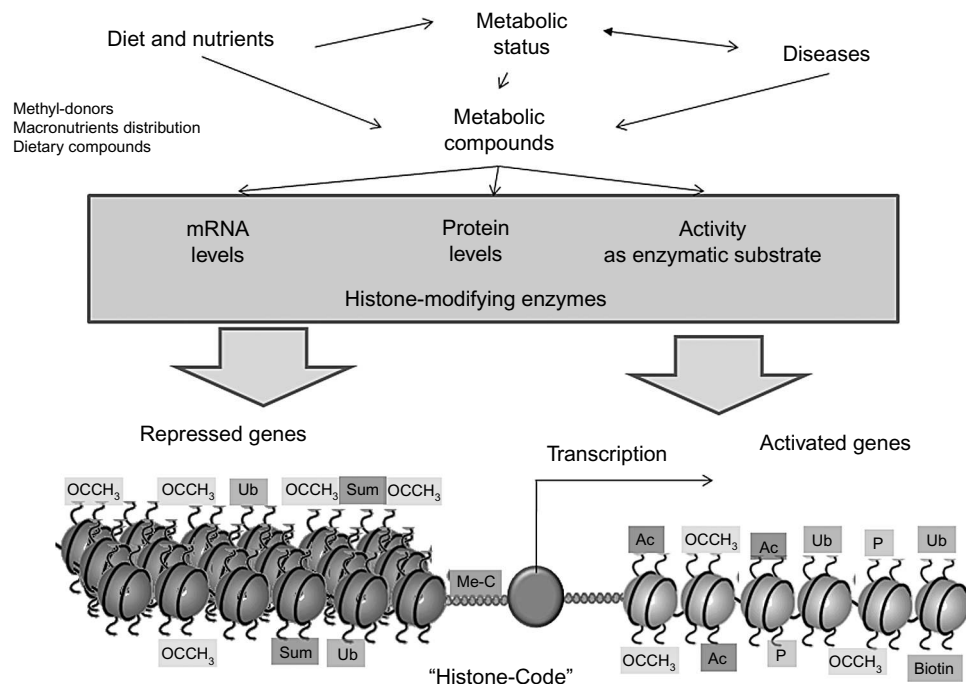 Diet and nutrients
Metabolic
status
Diseases
Methyl-donors
Macronutrients distribution
Dietary compounds
Metabolic
compounds
mRNA
levels
Protein
levels
Activity
as enzymatic substrate
Histone-modifying enzymes
Repressed genes
Transcription
Activated genes
OCCH₃
OCCH₃
Ub
OCCH₃
Sum
OCCH₃
Ac
OCCH₃
Ac
Ub
P
Ub
Me-C
OCCH₃
Sum
Ub
OCCH₃
Ac
P
OCCH₃
Biotin
“Histone-Code”